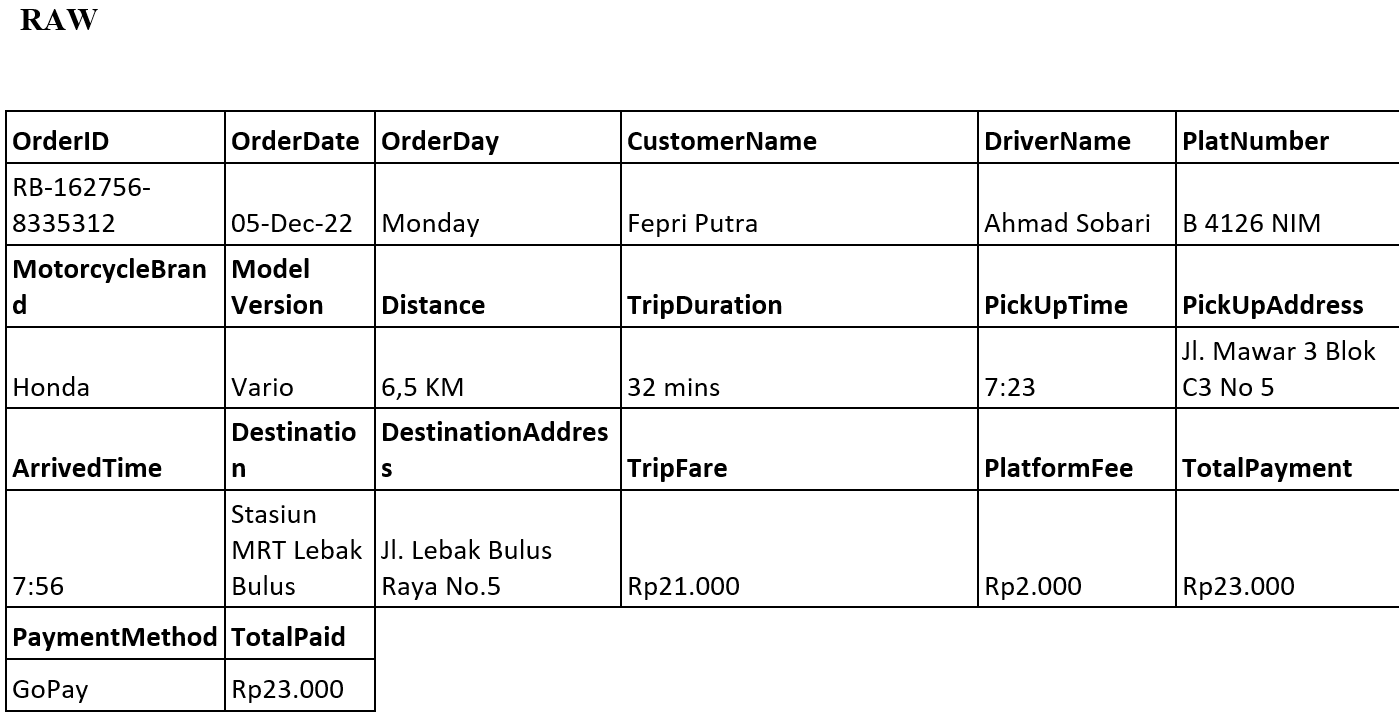 RAW
OrderID OrderDate OrderDay CustomerName DriverName PlatNumber
RB-162756-
8335312 05-Dec-22 Monday Fepri Putra Ahmad Sobari B 4126 NIM
MotorcycleBran Model
d Version Distance TripDuration PickUpTime PickUpAddress
Jl. Mawar 3 Blok
Honda Vario 6,5 KM 32 mins 7:23 C3 No 5
Destinatio DestinationAddres
ArrivedTime n s TripFare PlatformFee TotalPayment
Stasiun
MRT Lebak Jl. Lebak Bulus
7:56 Bulus Raya No.5 Rp21.000 Rp2.000 Rp23.000
PaymentMethod TotalPaid
GoPay Rp23.000